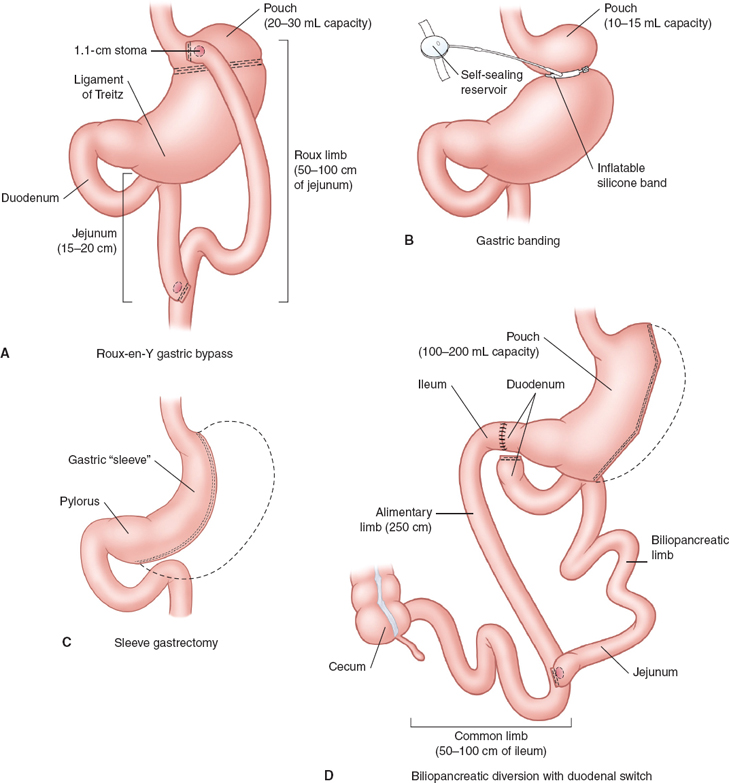 Pouch
(20–30 mL capacity)
1.1-cm stoma
Ligament
of Treitz
Roux limb
(50–100 cm
of jejunum)
Duodenum
Jejunum
(15–20 cm)
A
Roux-en-Y gastric bypass
Pouch
(10–15 mL capacity)
Self-sealing
reservoir
Inflatable
silicone band
B
Gastric banding
Gastric “sleeve”
Pylorus
C
Sleeve gastrectomy
Pouch
(100–200 mL capacity)
Ileum
Duodenum
Alimentary
limb (250 cm)
Biliopancreatic
limb
Cecum
Jejunum
Common limb
(50–100 cm of ileum)
D
Biliopancreatic diversion with duodenal switch